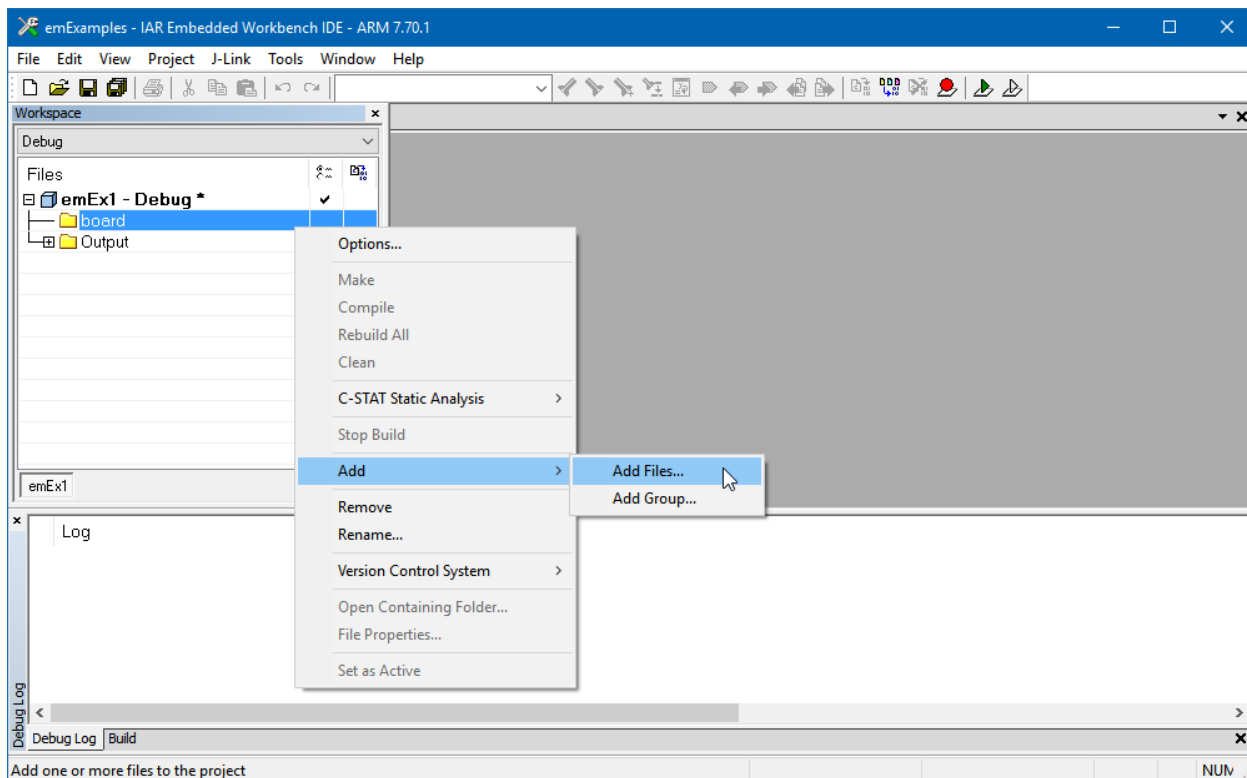 emExamples - IAR Embedded Workbench IDE - ARM 7.70.1
File Edit View Project J-Link Tools Window Help
Workspace
Debug
Files
emEx1 - Debug *
board
Output
emEx1
Options...
Make
Compile
Rebuild All
Clean
C-STAT Static Analysis
Stop Build
Add
Remove
Rename...
Version Control System
Open Containing Folder...
File Properties...
Set as Active
Add Files...
Add Group...
Log
Debug Log
Debug Log Build
Add one or more files to the project
NUM